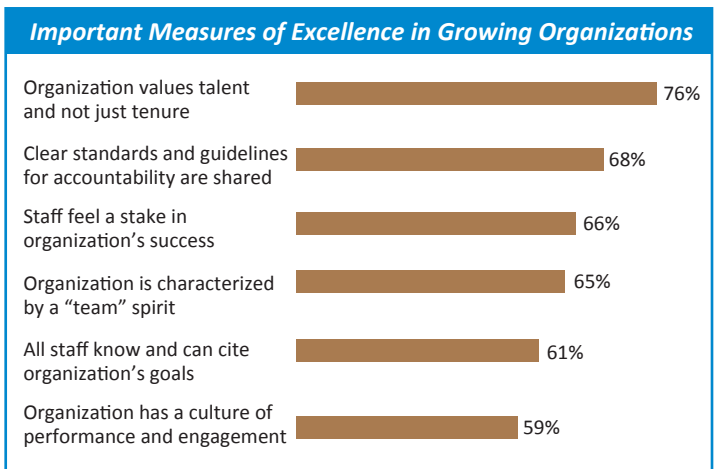 Important Measures of Excellence in Growing Organizations
Organization values talent
and not just tenure
76%
Clear standards and guidelines
for accountability are shared
68%
Staff feel a stake in
organization’s success
66%
Organization is characterized
by a “team” spirit
65%
All staff know and can cite
organization’s goals
61%
Organization has a culture of
performance and engagement
59%